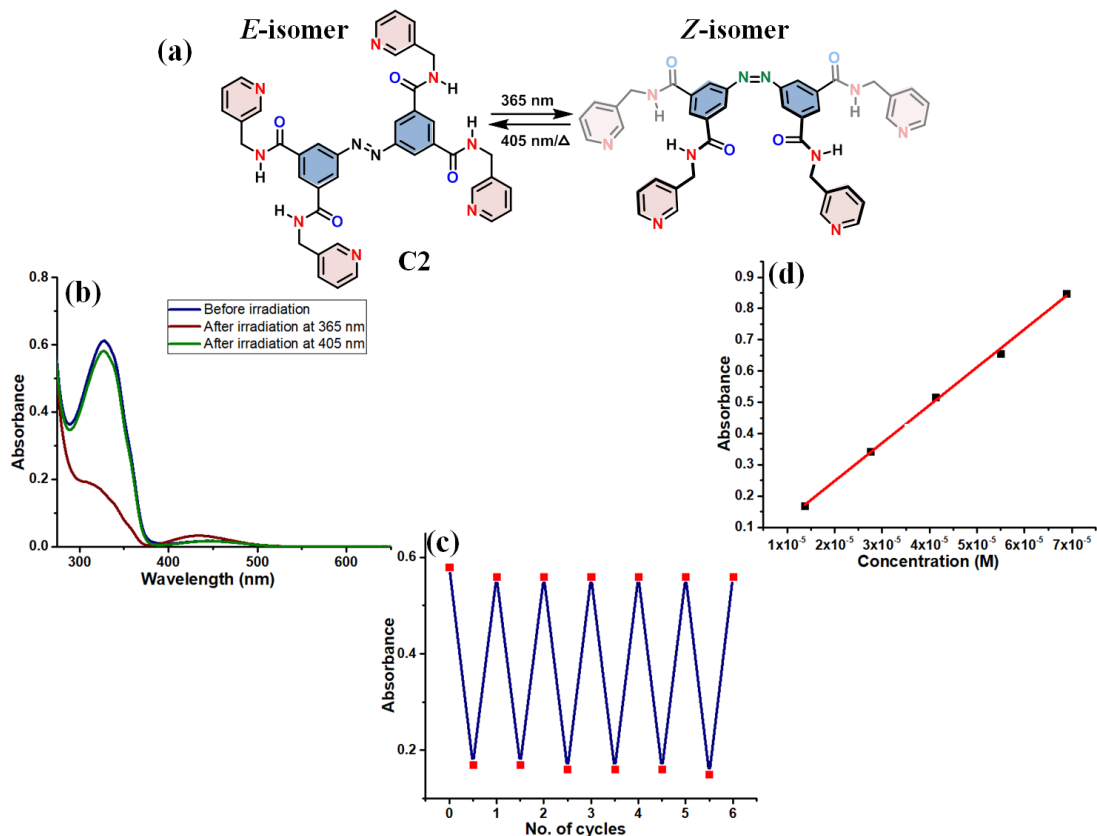 (a)
E-isomer
Z-isomer
N
N
H
O
N
O
N
H
N
N
O
N
H
H
N
O
N
N
C2
365 nm
405 nm/Δ
N=N
O
N
H
N
N
H
O
N
O
N
H
N
O
N
H
N
(b)
Before irradiation
After irradiation at 365 nm
After irradiation at 405 nm
Absorbance
0.8
0.6
0.4
0.2
0.0
300 400 500 600
Wavelength (nm)
(c)
Absorbance
0.6
0.4
0.2
0 1 2 3 4 5 6
No. of cycles
(d)
Absorbance
0.9
0.8
0.7
0.6
0.5
0.4
0.3
0.2
0.1
1x10⁻⁵ 2x10⁻⁵ 3x10⁻⁵ 4x10⁻⁵ 5x10⁻⁵ 6x10⁻⁵ 7x10⁻⁵
Concentration (M)